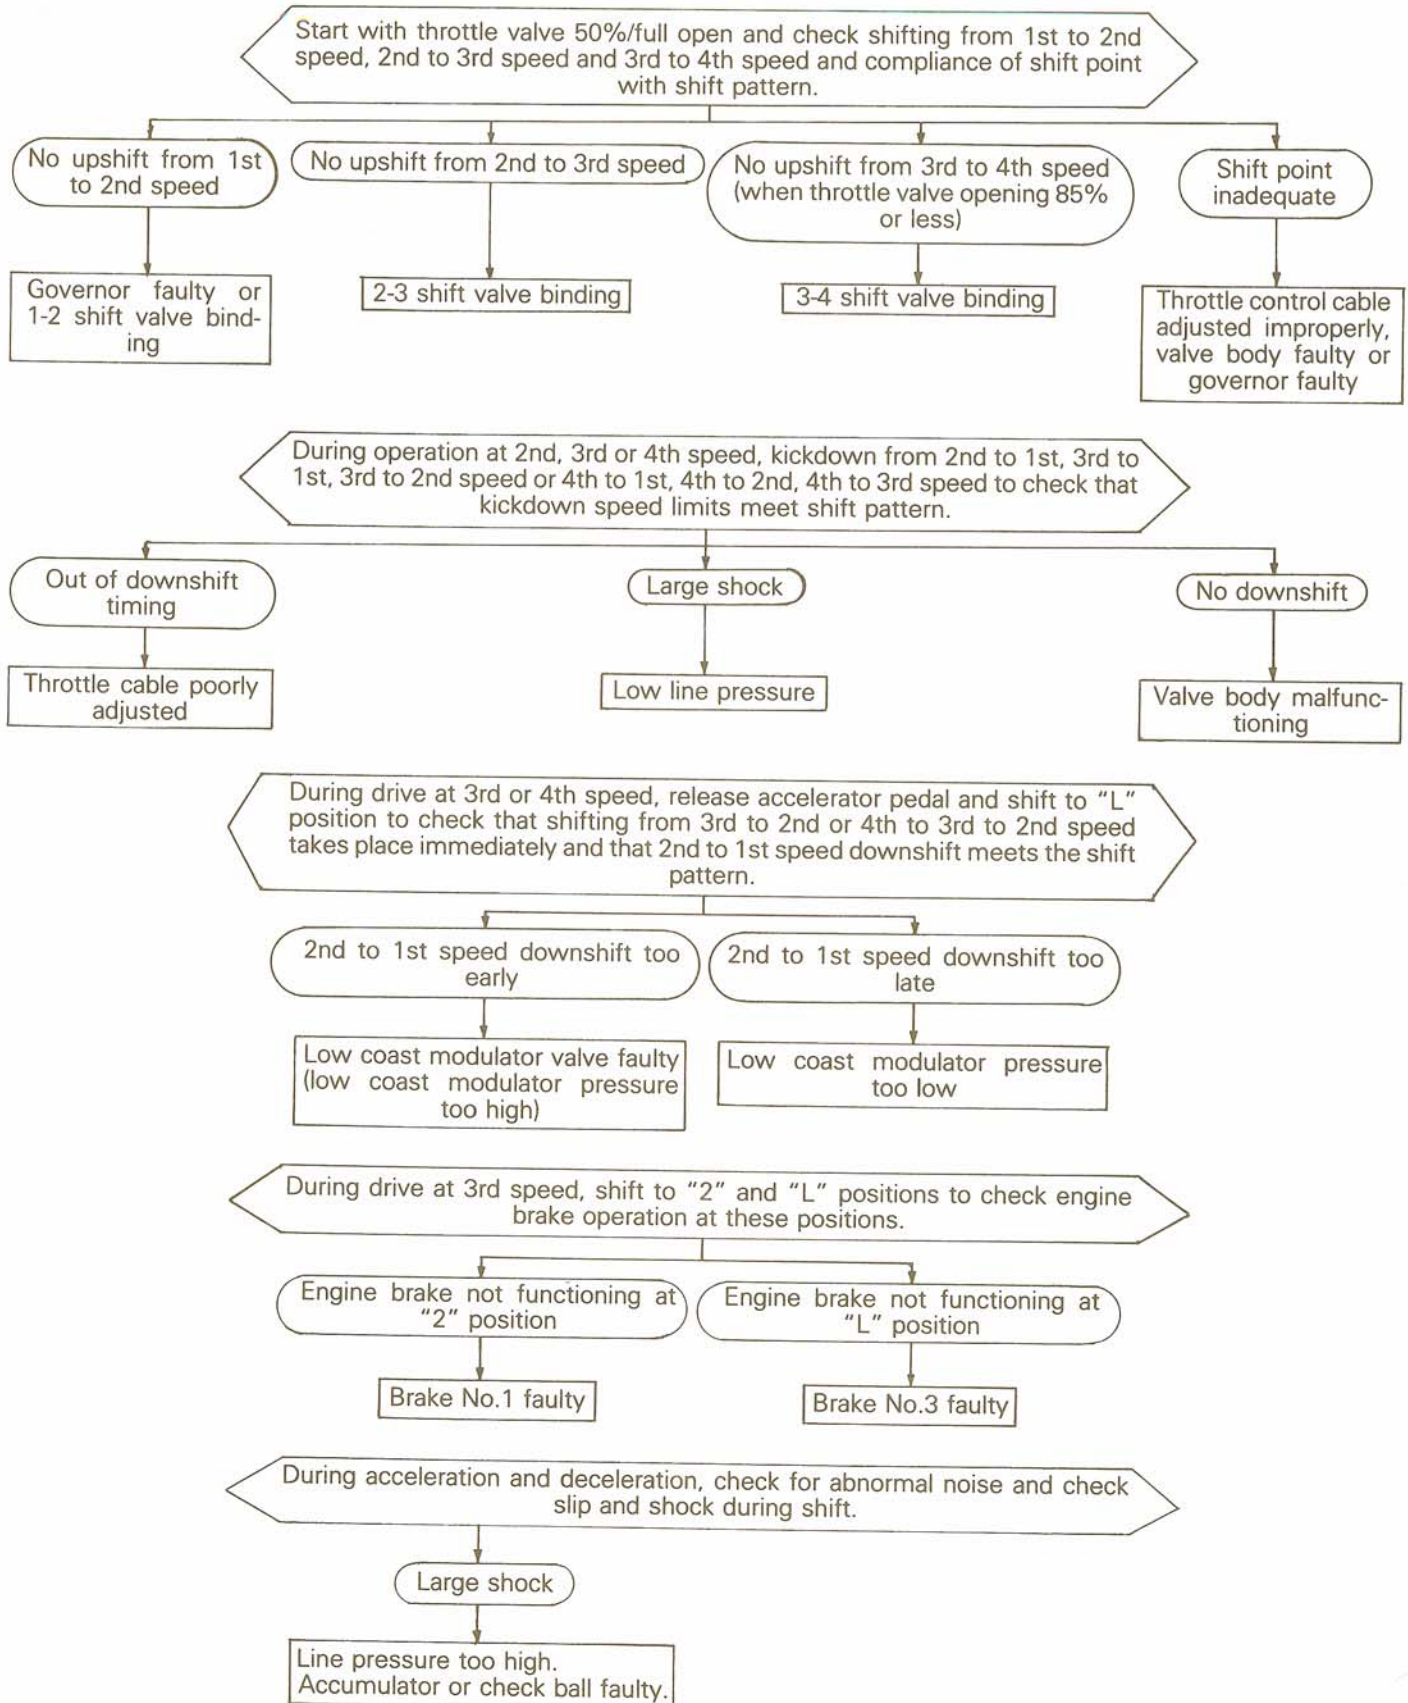 Start with throttle valve 50%/full open and check shifting from 1st to 2nd
speed, 2nd to 3rd speed and 3rd to 4th speed and compliance of shift point
with shift pattern.
No upshift from 1st
to 2nd speed
No upshift from 2nd to 3rd speed
No upshift from 3rd to 4th speed
(when throttle valve opening 85%
or less)
Shift point
inadequate
Governor faulty or
1-2 shift valve bind-
ing
2-3 shift valve binding
3-4 shift valve binding
Throttle control cable
adjusted improperly,
valve body faulty or
governor faulty
During operation at 2nd, 3rd or 4th speed, kickdown from 2nd to 1st, 3rd to
1st, 3rd to 2nd speed or 4th to 1st, 4th to 2nd, 4th to 3rd speed to check that
kickdown speed limits meet shift pattern.
Out of downshift
timing
Large shock
No downshift
Throttle cable poorly
adjusted
Low line pressure
Valve body malfunc-
tioning
During drive at 3rd or 4th speed, release accelerator pedal and shift to "L"
position to check that shifting from 3rd to 2nd or 4th to 3rd to 2nd speed
takes place immediately and that 2nd to 1st speed downshift meets the shift
pattern.
2nd to 1st speed downshift too
early
2nd to 1st speed downshift too
late
Low coast modulator valve faulty
(low coast modulator pressure
too high)
Low coast modulator pressure
too low
During drive at 3rd speed, shift to "2" and "L" positions to check engine
brake operation at these positions.
Engine brake not functioning at
"2" position
Engine brake not functioning at
"L" position
Brake No.1 faulty
Brake No.3 faulty
During acceleration and deceleration, check for abnormal noise and check
slip and shock during shift.
Large shock
Line pressure too high.
Accumulator or check ball faulty.